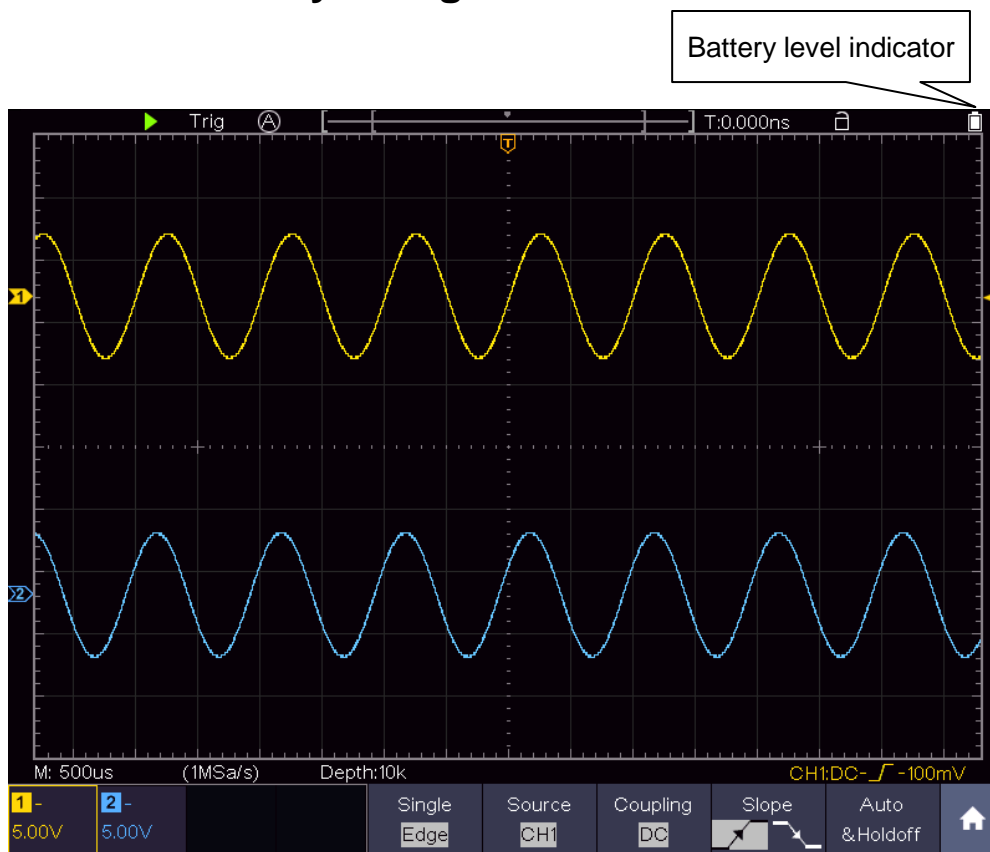 Battery level indicator
Trig A T:0.000ns
T
1
2
M: 500us (1MSa/s) Depth:10k CH1:DC- -100mV
1 - 2 - Single Source Coupling Slope Auto
5.00V 5.00V Edge CH1 DC &Holdoff